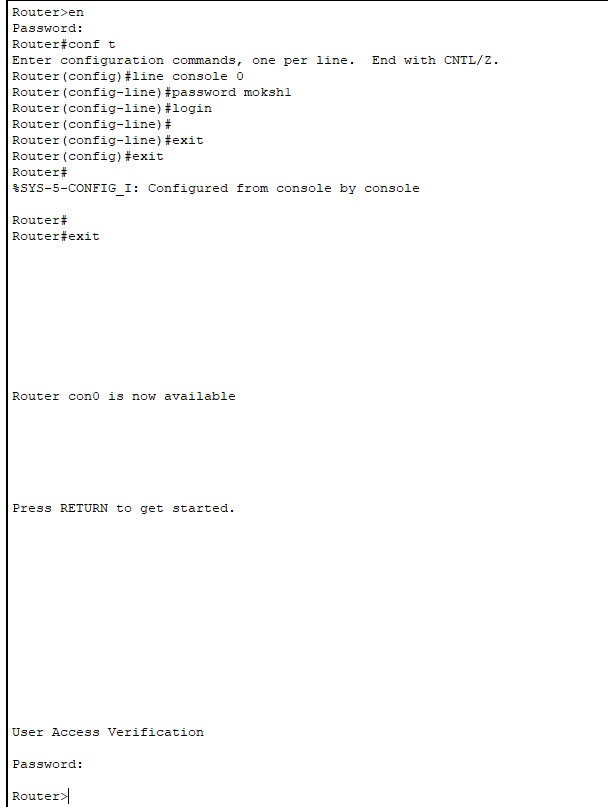 Router>en
Password:
Router#conf t
Enter configuration commands, one per line.  End with CNTL/Z.
Router(config)#line console 0
Router(config-line)#password moksh1
Router(config-line)#login
Router(config-line)#
Router(config-line)#exit
Router(config)#exit
Router#
%SYS-5-CONFIG_I: Configured from console by console
Router#
Router#exit
Router con0 is now available
Press RETURN to get started.
User Access Verification
Password:
Router>